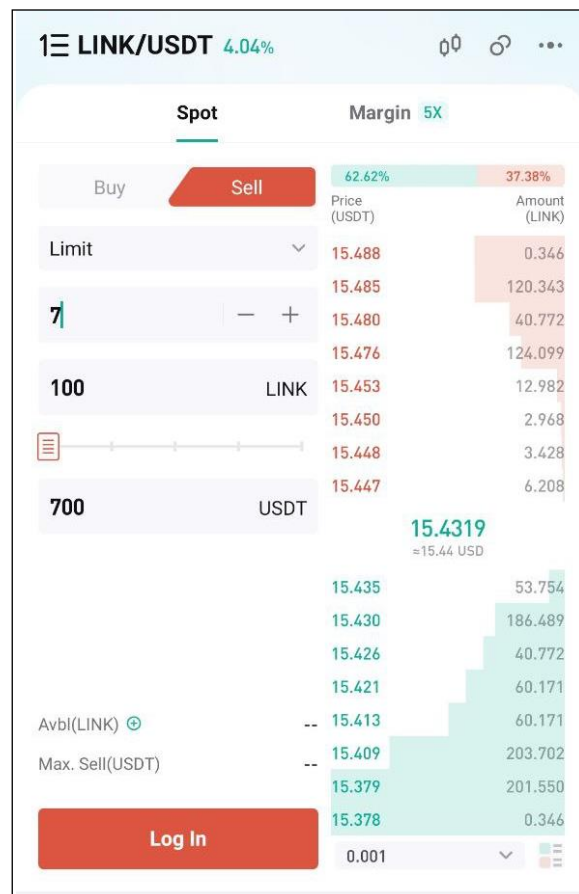 LINK/USDT 4.04%
Spot
Margin 5X
Buy
Sell
Limit
7
− +
100 LINK
700 USDT
Avbl(LINK) --
Max. Sell(USDT) --
Log In
62.62% 37.38%
Price (USDT) Amount (LINK)
15.488 0.346
15.485 120.343
15.480 40.772
15.476 124.099
15.453 12.982
15.450 2.968
15.448 3.428
15.447 6.208
15.4319
≈15.44 USD
15.435 53.754
15.430 186.489
15.426 40.772
15.421 60.171
15.413 60.171
15.409 203.702
15.379 201.550
15.378 0.346
0.001